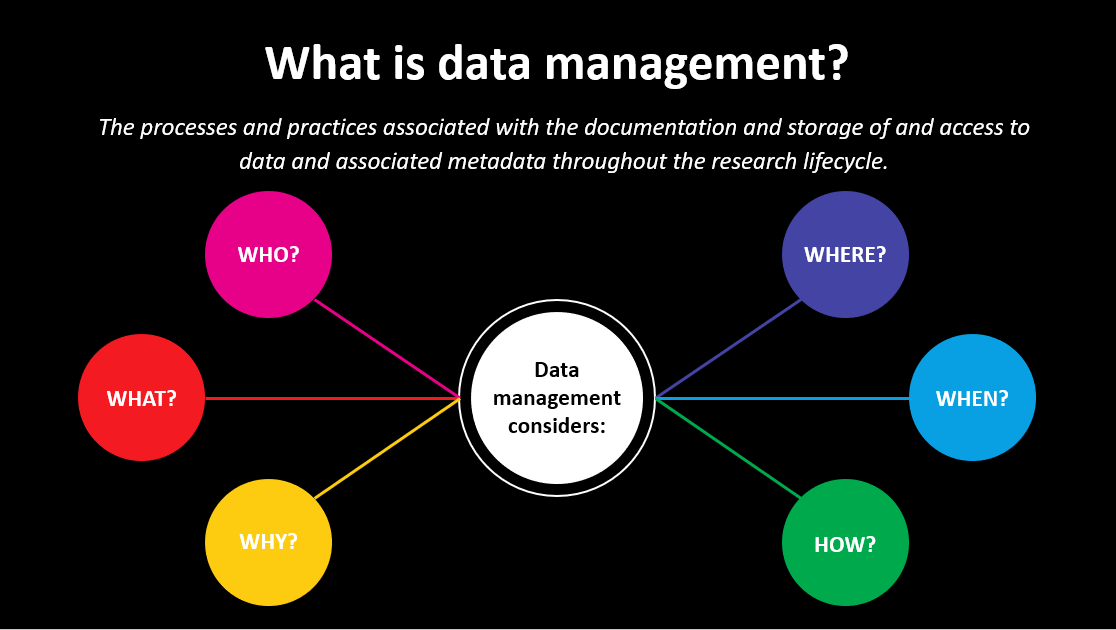 What is data management?
The processes and practices associated with the documentation and storage of and access to
data and associated metadata throughout the research lifecycle.
WHO?
WHERE?
WHAT?
Data
management
considers:
WHEN?
WHY?
HOW?